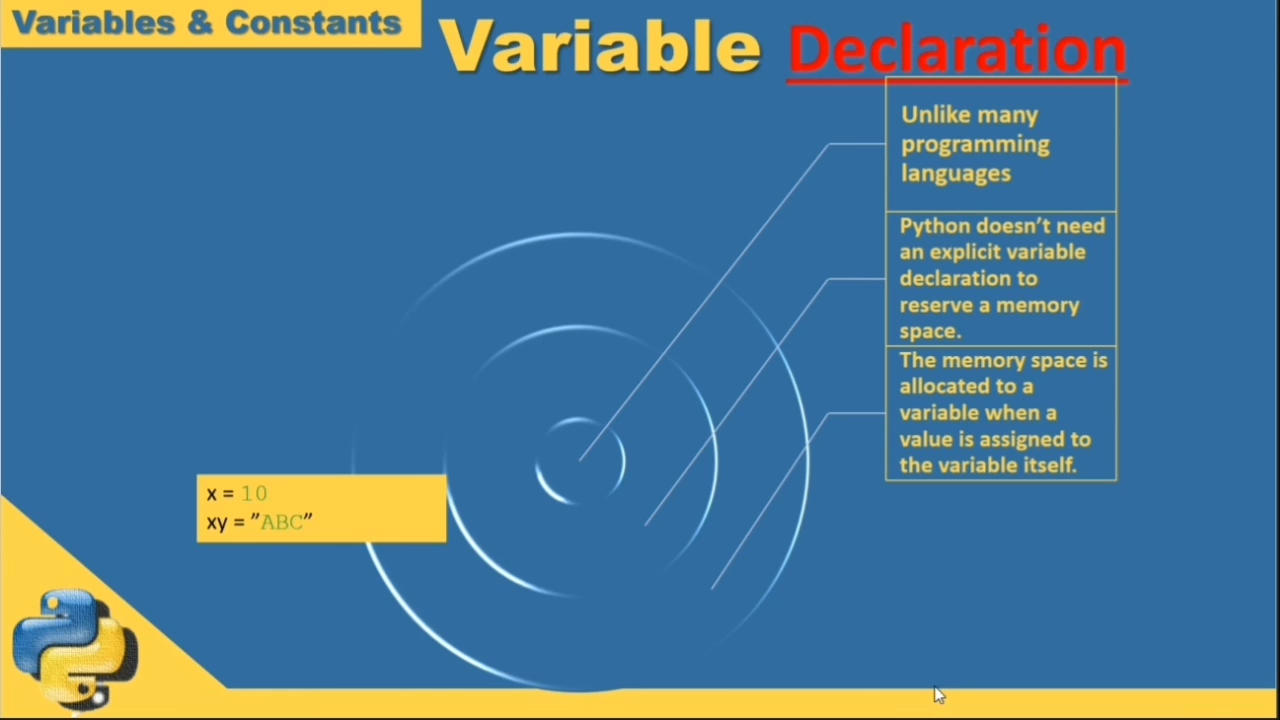 Variables & Constants
Variable Declaration
Unlike many
programming
languages
Python doesn’t need
an explicit variable
declaration to
reserve a memory
space.
The memory space is
allocated to a
variable when a
value is assigned to
the variable itself.
x = 10
xy = ”ABC”